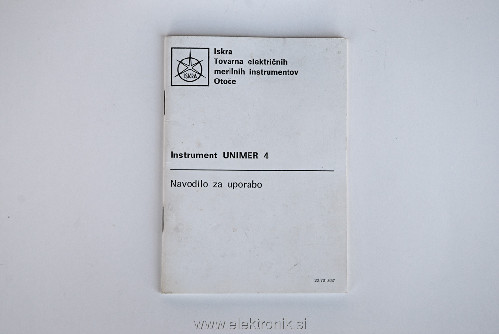 Iskra
Tovarna električnih
merilnih instrumentov
Otoče
Instrument UNIMER 4
Navodilo za uporabo
www.elektronik.si